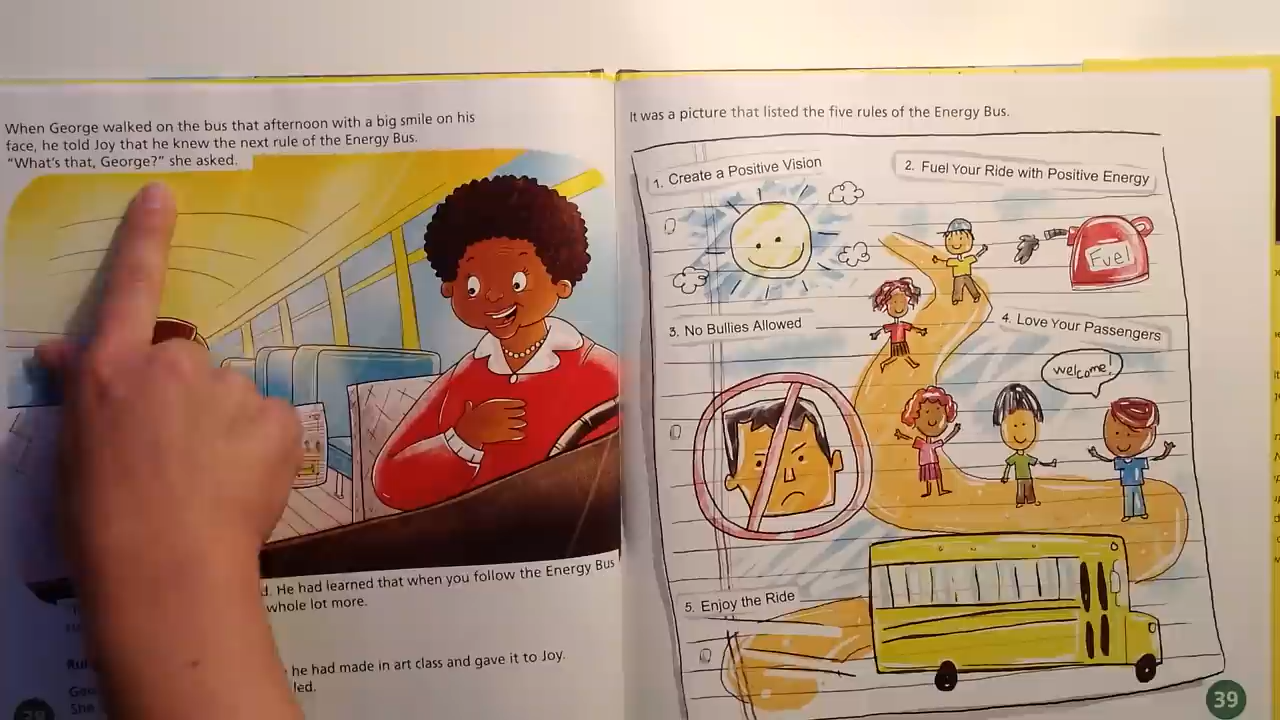 When George walked on the bus that afternoon with a big smile on his
face, he told Joy that he knew the next rule of the Energy Bus.
“What’s that, George?” she asked.
d. He had learned that when you follow the Energy Bus
whole lot more.
Rul
he had made in art class and gave it to Joy.
Geo
led.
She
It was a picture that listed the five rules of the Energy Bus.
1. Create a Positive Vision
2. Fuel Your Ride with Positive Energy
Fuel
3. No Bullies Allowed
4. Love Your Passengers
welcome!
5. Enjoy the Ride
39